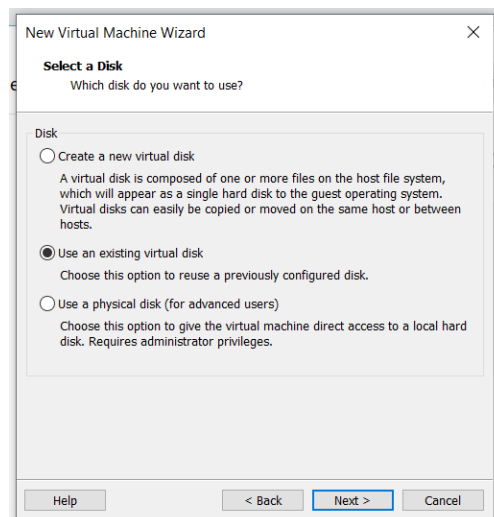 New Virtual Machine Wizard
Select a Disk
Which disk do you want to use?
Disk
Create a new virtual disk
A virtual disk is composed of one or more files on the host file system,
which will appear as a single hard disk to the guest operating system.
Virtual disks can easily be copied or moved on the same host or between
hosts.
Use an existing virtual disk
Choose this option to reuse a previously configured disk.
Use a physical disk (for advanced users)
Choose this option to give the virtual machine direct access to a local hard
disk. Requires administrator privileges.
Help
< Back
Next >
Cancel